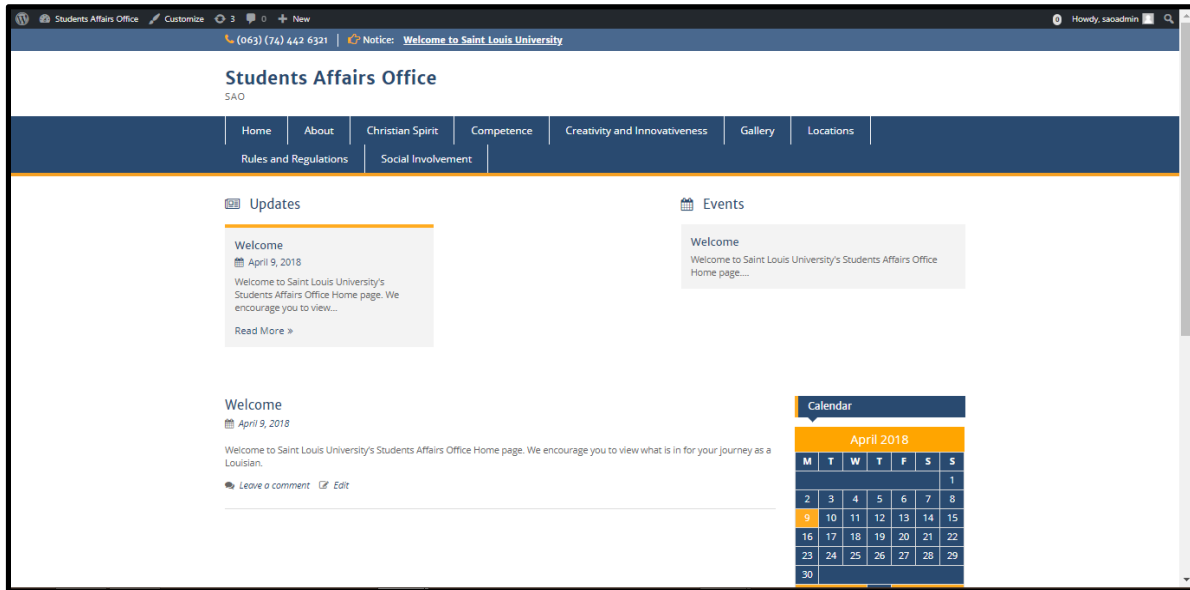 Students Affairs Office Customize 3 0 + New 0 Howdy, saoadmin
(063) (74) 442 6321 | Notice: Welcome to Saint Louis University
Students Affairs Office
SAO
Home About Christian Spirit Competence Creativity and Innovativeness Gallery Locations
Rules and Regulations Social Involvement
Updates
Welcome
April 9, 2018
Welcome to Saint Louis University's
Students Affairs Office Home page. We
encourage you to view...
Read More »
Events
Welcome
Welcome to Saint Louis University's Students Affairs Office
Home page....
Welcome
April 9, 2018
Welcome to Saint Louis University's Students Affairs Office Home page. We encourage you to view what is in for your journey as a
Louisian.
Leave a comment Edit
Calendar
April 2018
M T W T F S S
1
2 3 4 5 6 7 8
9 10 11 12 13 14 15
16 17 18 19 20 21 22
23 24 25 26 27 28 29
30